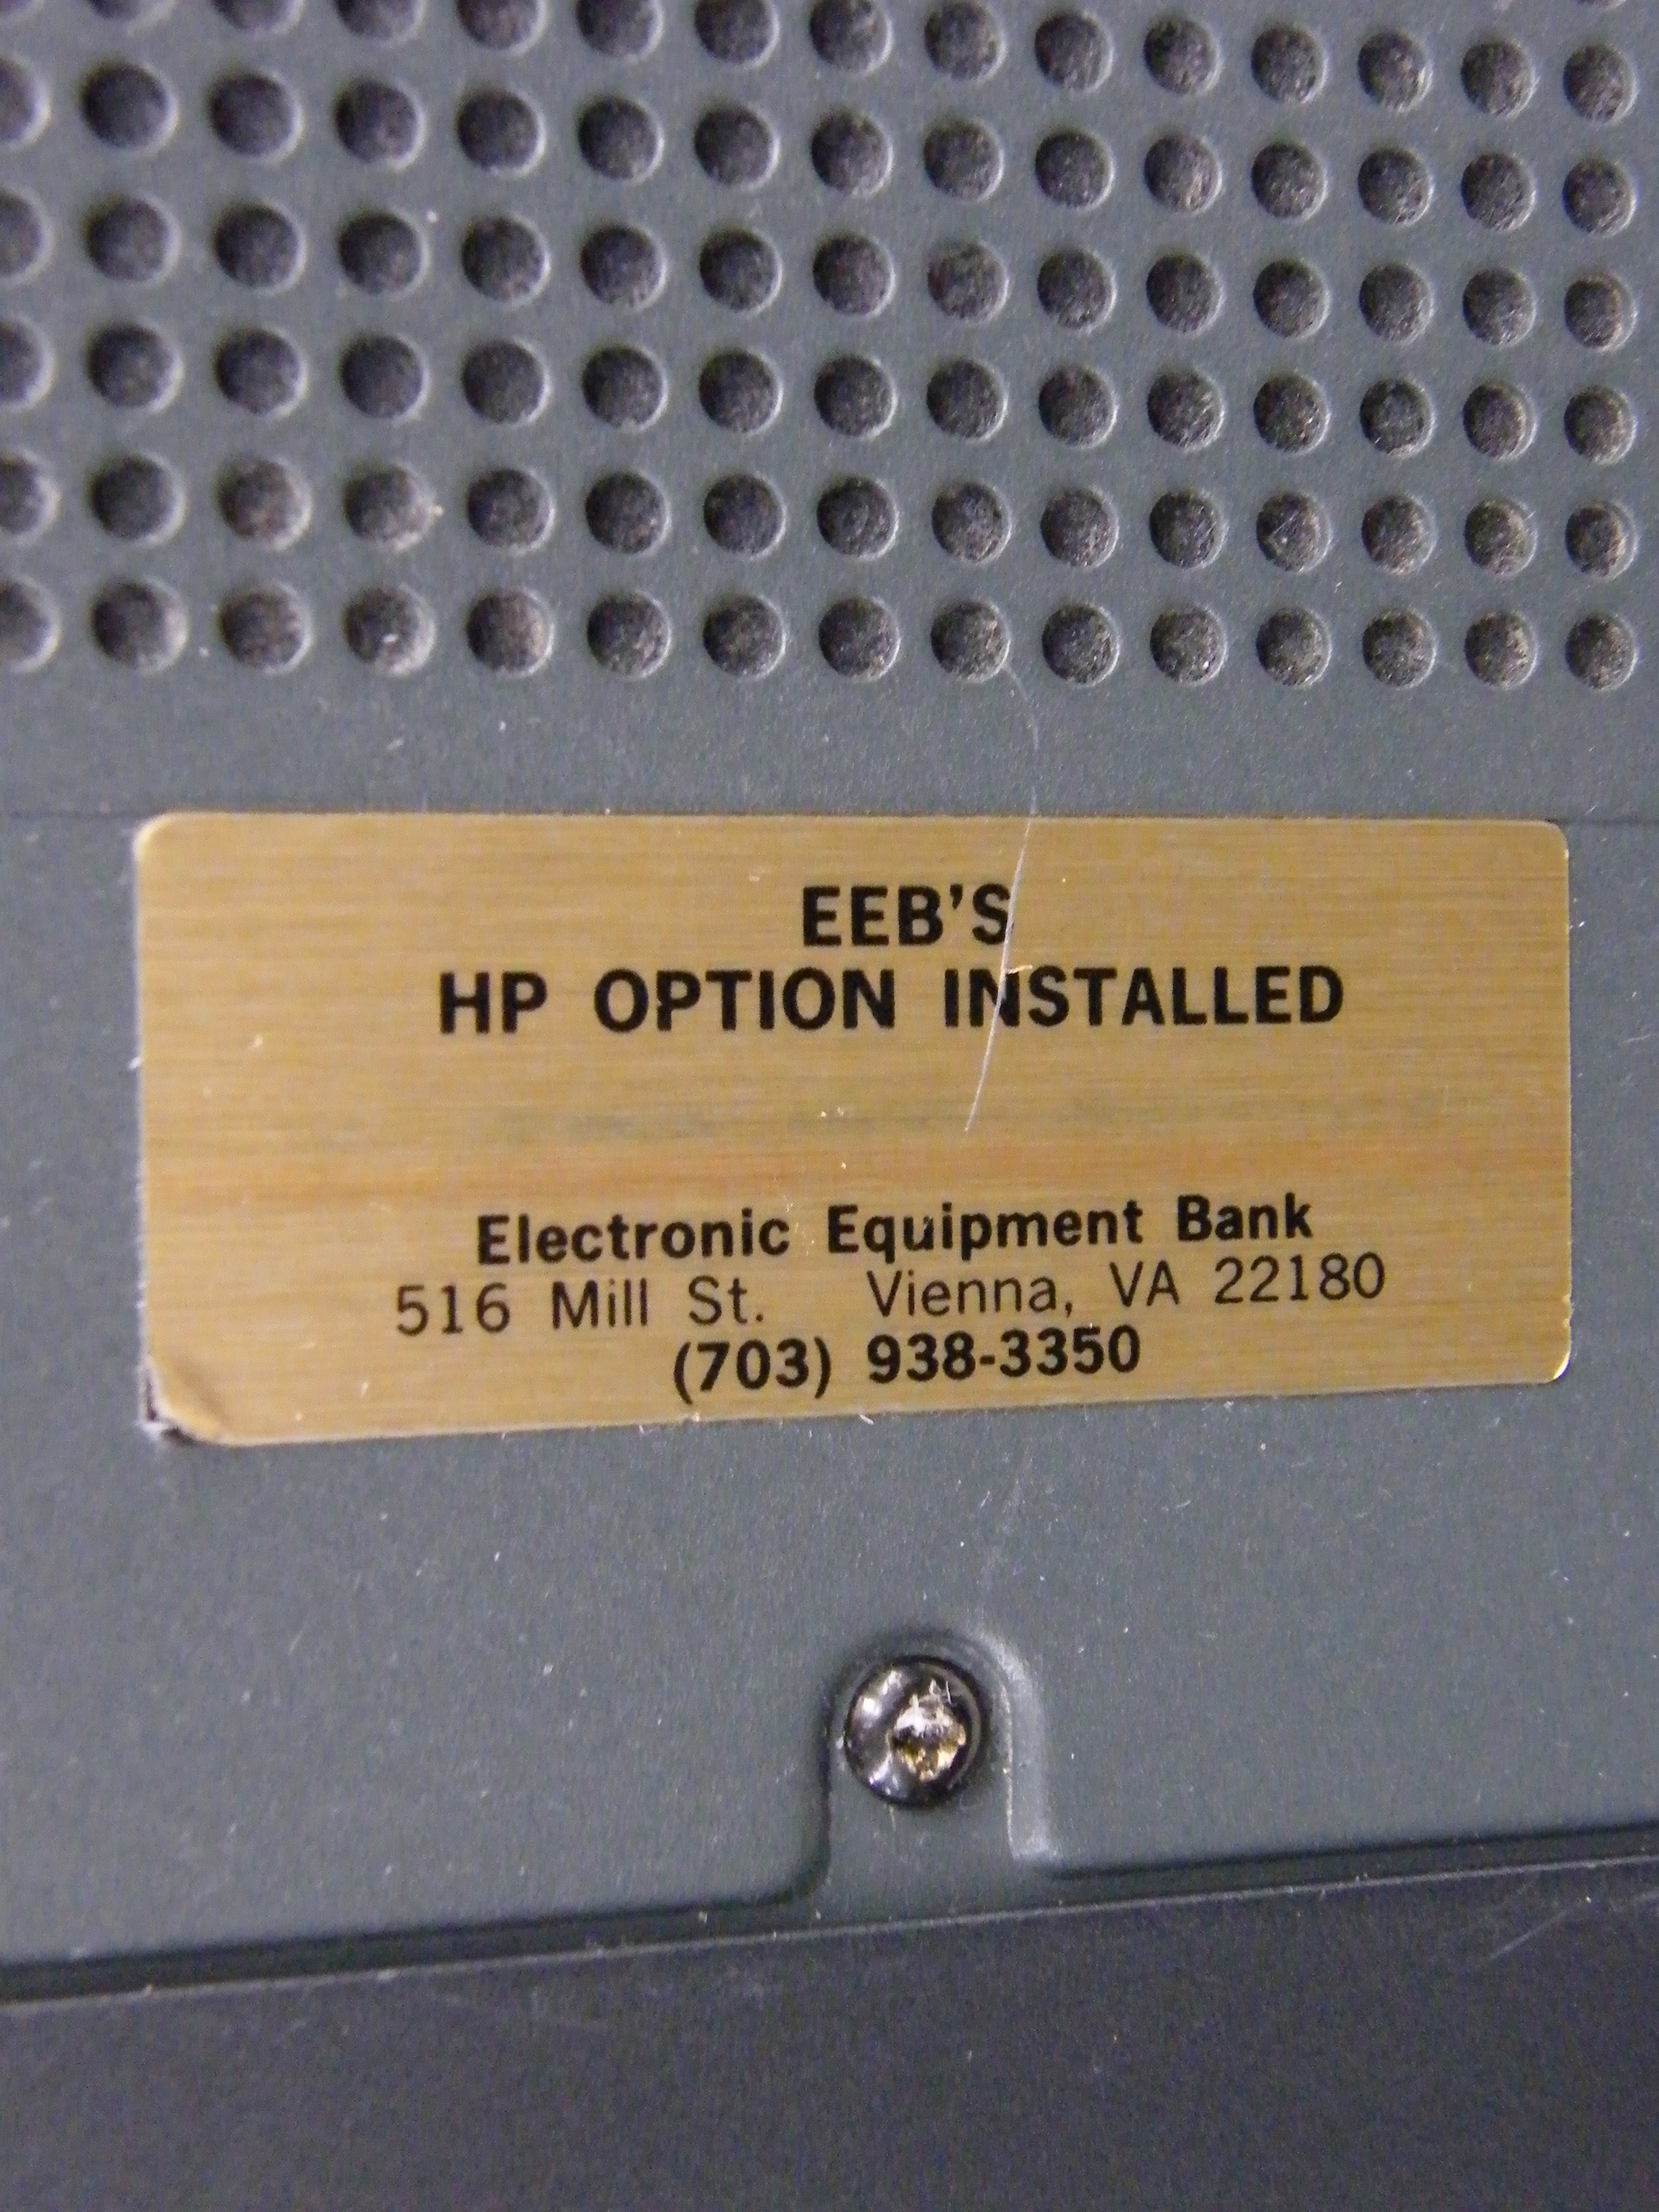 EEB'S
HP OPTION INSTALLED
Electronic Equipment Bank
516 Mill St. Vienna, VA 22180
(703) 938-3350